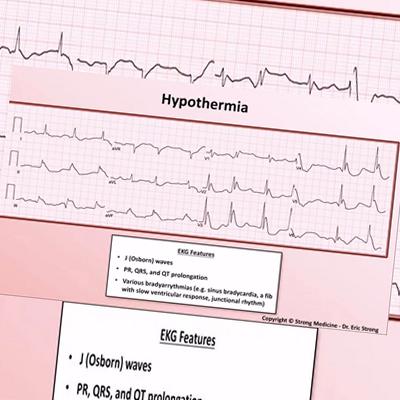 Hypothermia
aVR
V1
V4
II
aVL
V2
V5
III
aVF
V3
V6
EKG Features
• J (Osborn) waves
• PR, QRS, and QT prolongation
• Various bradyarrythmias (e.g. sinus bradycardia, a fib
with slow ventricular response, junctional rhythm)
Copyright © Strong Medicine - Dr. Eric Strong
EKG Features
• J (Osborn) waves
• PR, QRS, and QT prolongation